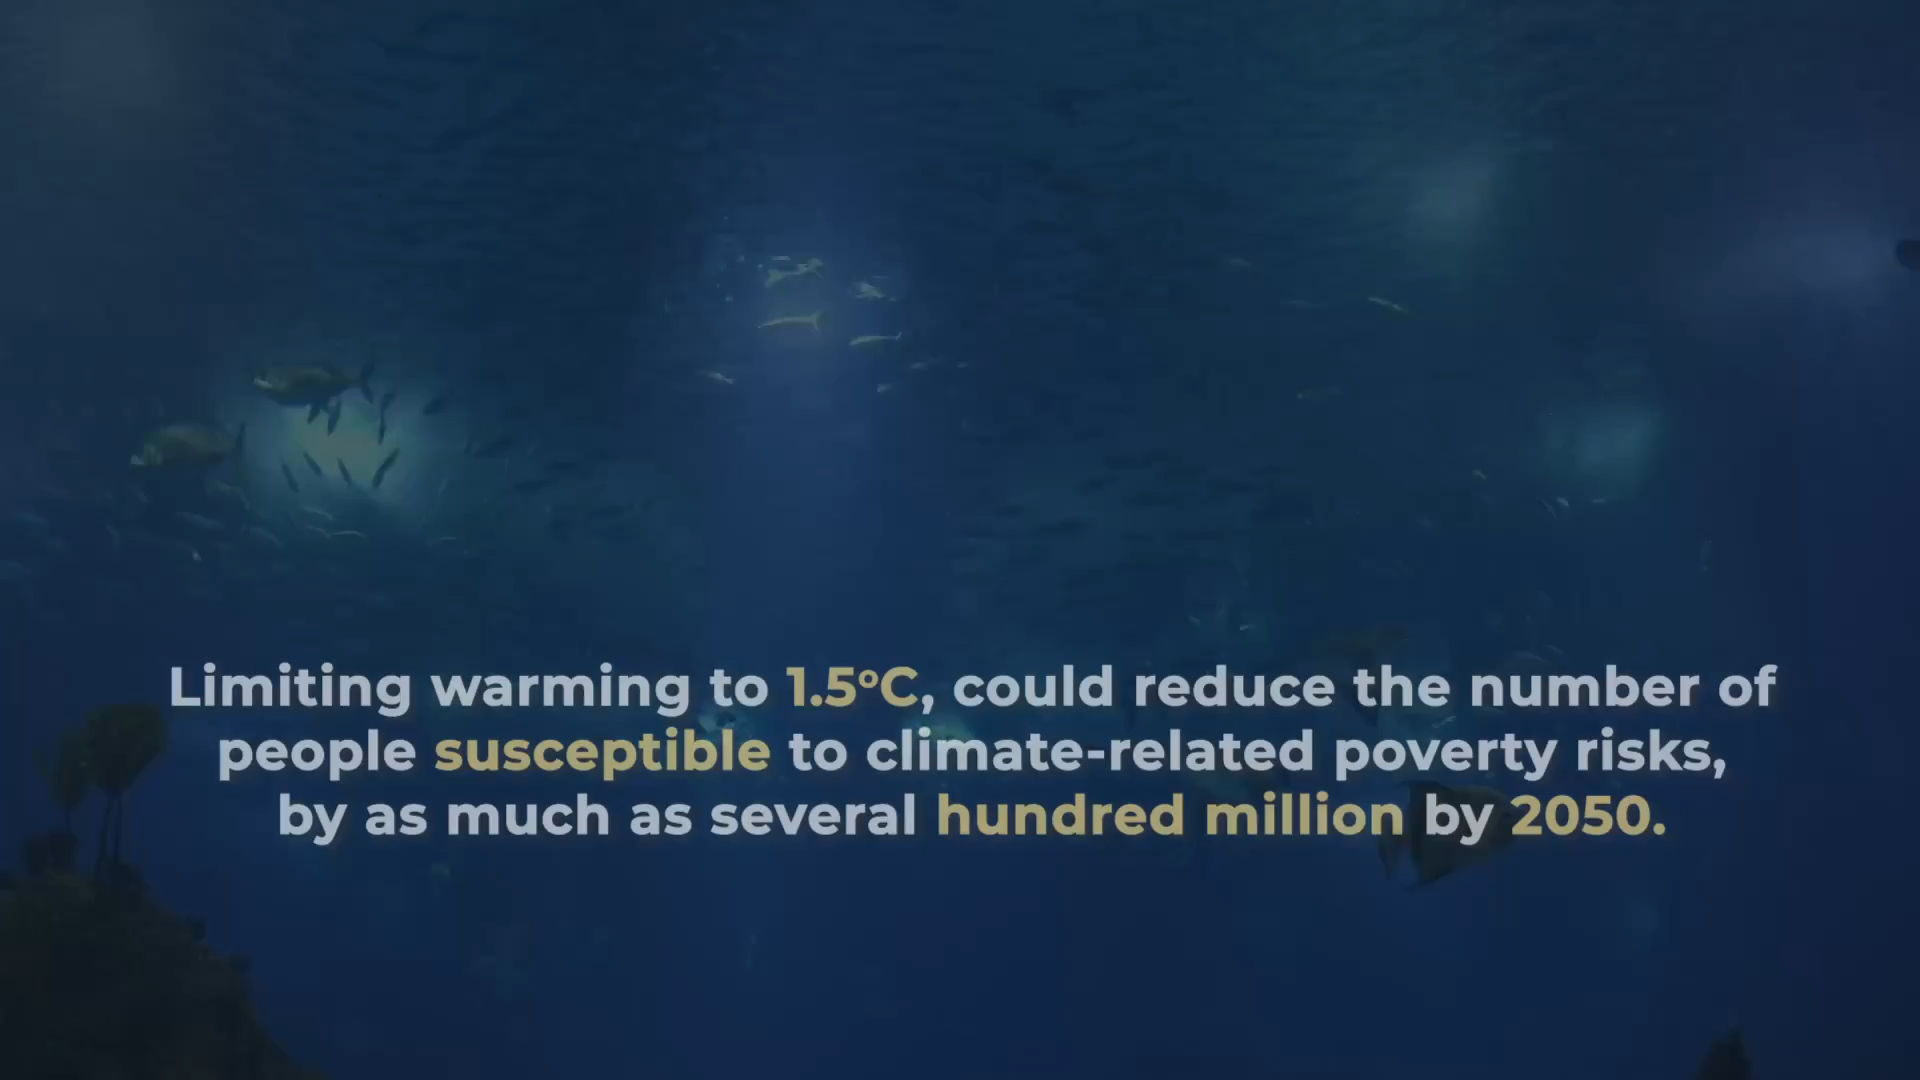 Limiting warming to 1.5°C, could reduce the number of
people susceptible to climate-related poverty risks,
by as much as several hundred million by 2050.